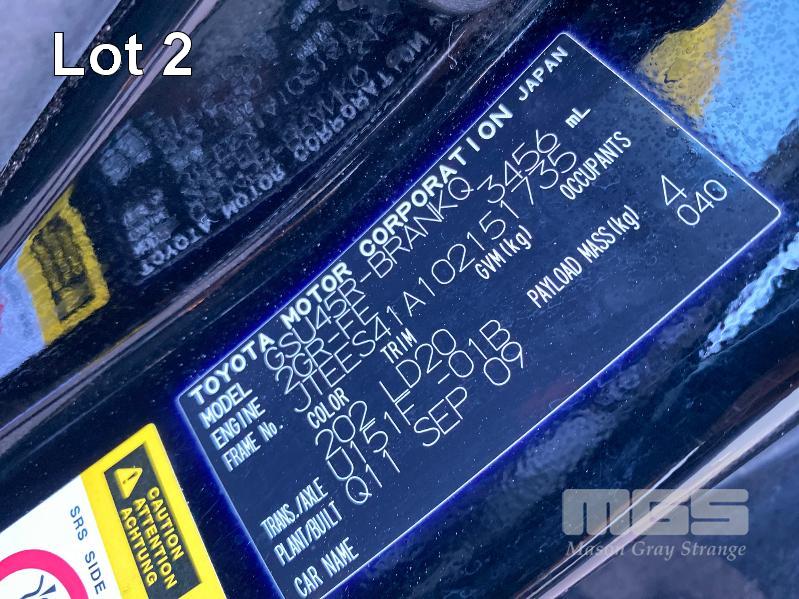 Lot 2
TOYOTA MOTOR CORPORATION JAPAN
MODEL GSU45R-BRANKQ
ENGINE 2GR-FE 3456 mL
FRAME No. JTEES41A102151735
COLOR TRIM GVM(kg) OCCUPANTS
202 LD20 4
TRANS./AXLE U151F -01B PAYLOAD MASS(kg) 040
PLANT/BUILT Q11 SEP 09
CAR NAME
CAUTION
ATTENTION
ACHTUNG
SRS SIDE
MGS
Mason Gray Strange